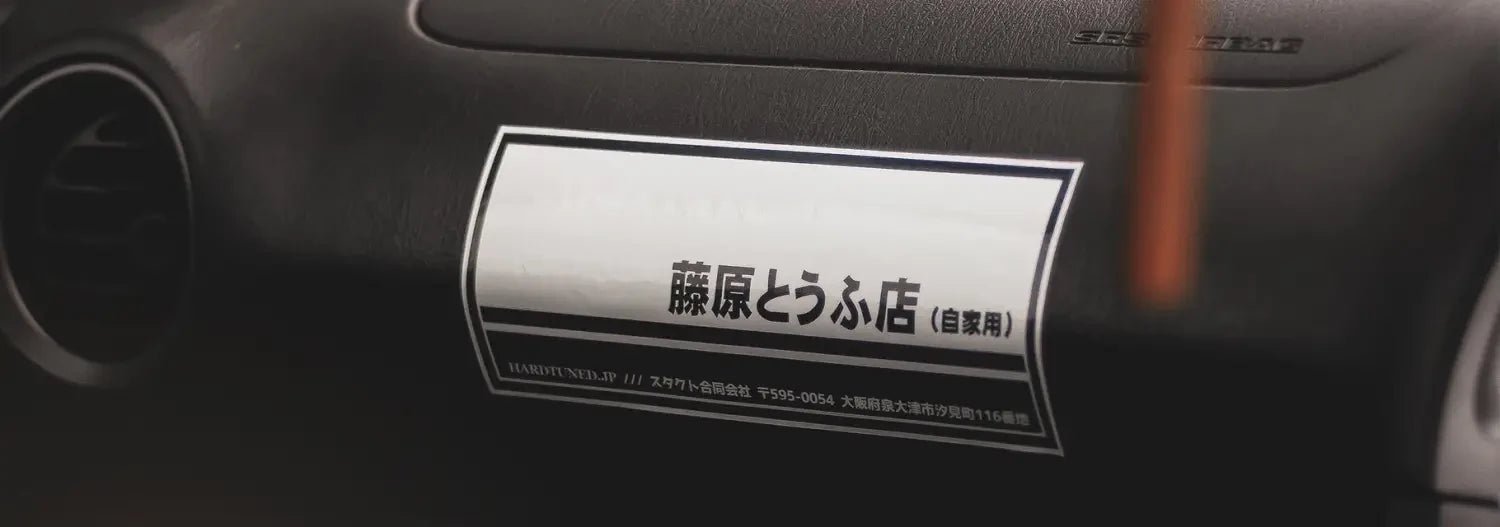 SRS AIRBAG
藤原とうふ店（自家用）
HARDTUNED.JP /// スタクト合同会社 〒595-0054 大阪府泉大津市汐見町116番地